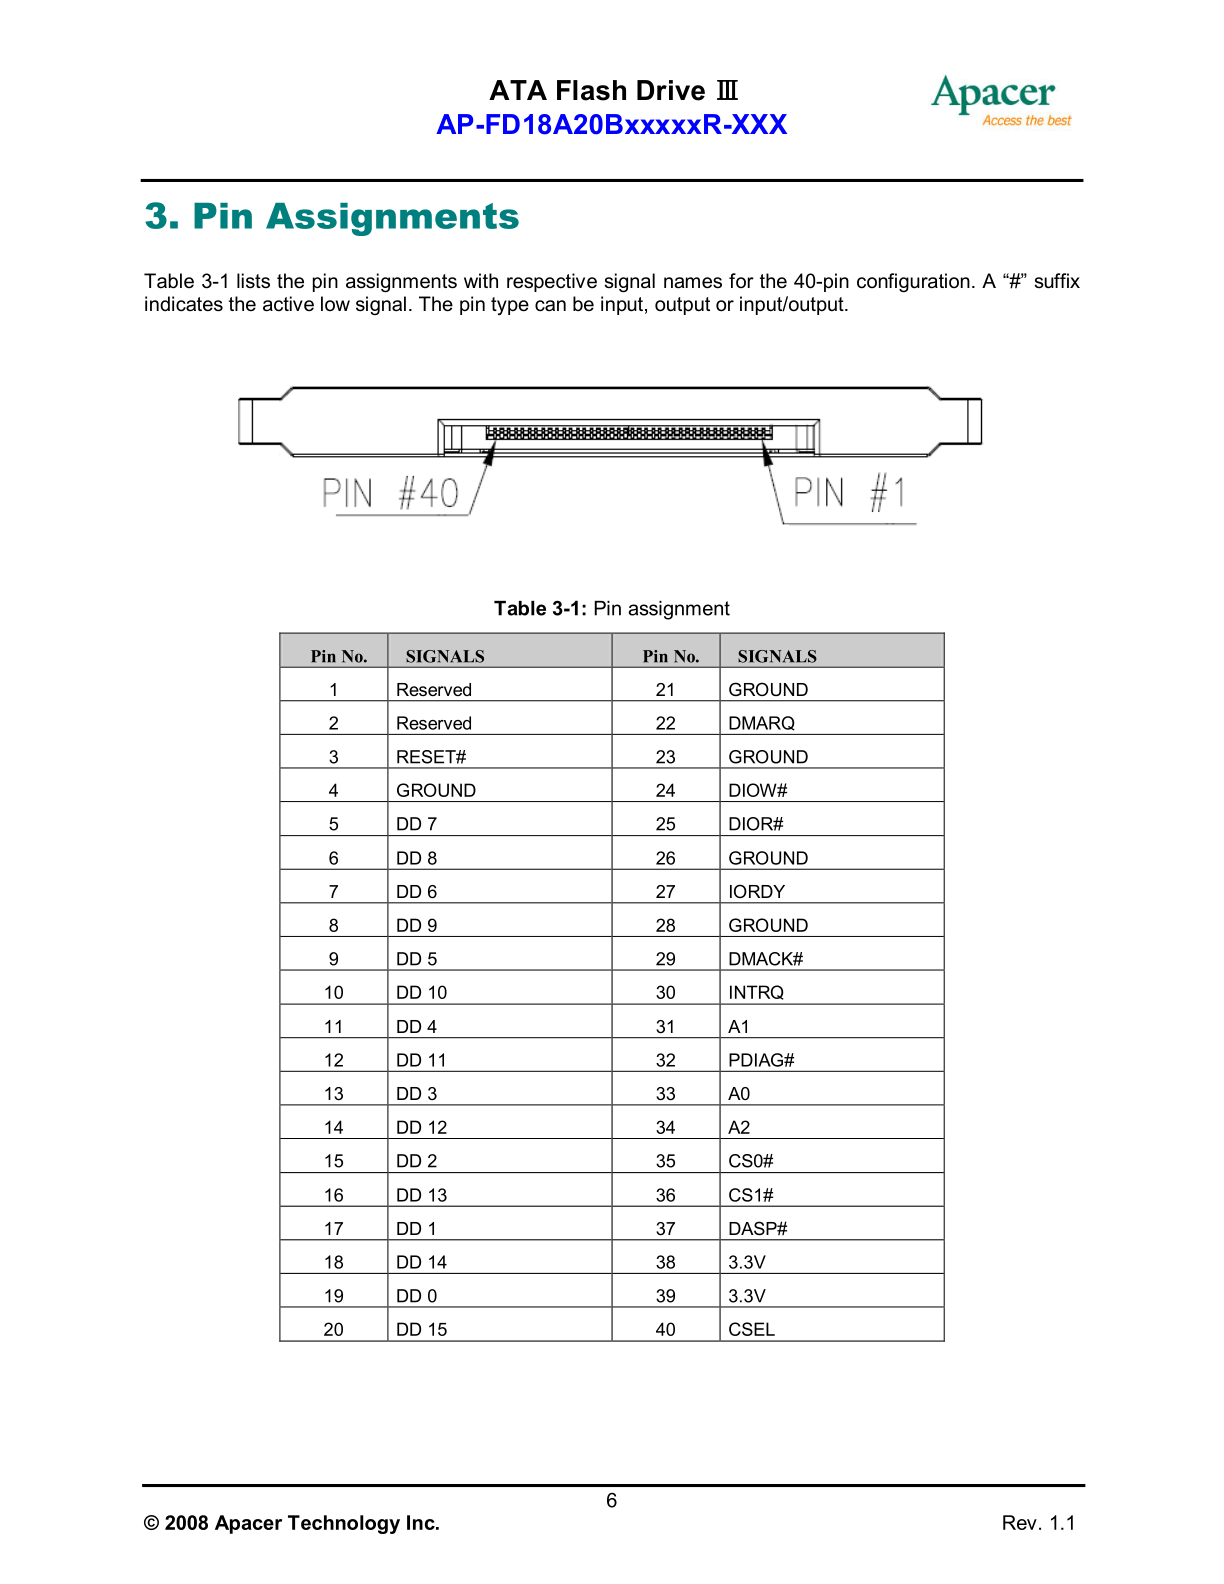 ATA Flash Drive Ⅲ
AP-FD18A20BxxxxxR-XXX
Apacer
Access the best
3. Pin Assignments
Table 3-1 lists the pin assignments with respective signal names for the 40-pin configuration. A “#” suffix
indicates the active low signal. The pin type can be input, output or input/output.
PIN #40
PIN #1
Table 3-1: Pin assignment
Pin No. SIGNALS Pin No. SIGNALS
1 Reserved 21 GROUND
2 Reserved 22 DMARQ
3 RESET# 23 GROUND
4 GROUND 24 DIOW#
5 DD 7 25 DIOR#
6 DD 8 26 GROUND
7 DD 6 27 IORDY
8 DD 9 28 GROUND
9 DD 5 29 DMACK#
10 DD 10 30 INTRQ
11 DD 4 31 A1
12 DD 11 32 PDIAG#
13 DD 3 33 A0
14 DD 12 34 A2
15 DD 2 35 CS0#
16 DD 13 36 CS1#
17 DD 1 37 DASP#
18 DD 14 38 3.3V
19 DD 0 39 3.3V
20 DD 15 40 CSEL
6
© 2008 Apacer Technology Inc. Rev. 1.1